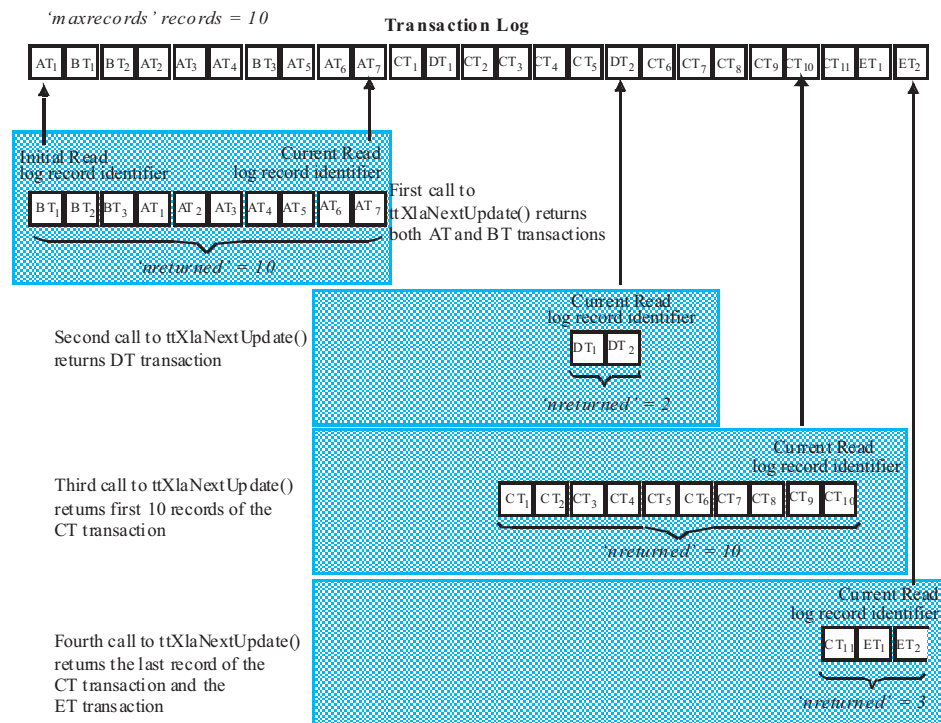 ‘maxrecords’ records = 10
Transaction Log
AT1 BT1 BT2 AT2 AT3 AT4 BT3 AT5 AT6 AT7 CT1 DT1 CT2 CT3 CT4 CT5 DT2 CT6 CT7 CT8 CT9 CT10 CT11 ET1 ET2
Initial Read
log record identifier
Current Read
log record identifier
BT1 BT2 BT3 AT1 AT2 AT3 AT4 AT5 AT6 AT7
‘nreturned’ = 10
First call to
ttXlaNextUpdate() returns
both AT and BT transactions
Second call to ttXlaNextUpdate()
returns DT transaction
Current Read
log record identifier
DT1 DT2
‘nreturned’ = 2
Third call to ttXlaNextUpdate()
returns first 10 records of the
CT transaction
Current Read
log record identifier
CT1 CT2 CT3 CT4 CT5 CT6 CT7 CT8 CT9 CT10
‘nreturned’ = 10
Fourth call to ttXlaNextUpdate()
returns the last record of the
CT transaction and the
ET transaction
Current Read
log record identifier
CT11 ET1 ET2
‘nreturned’ = 3